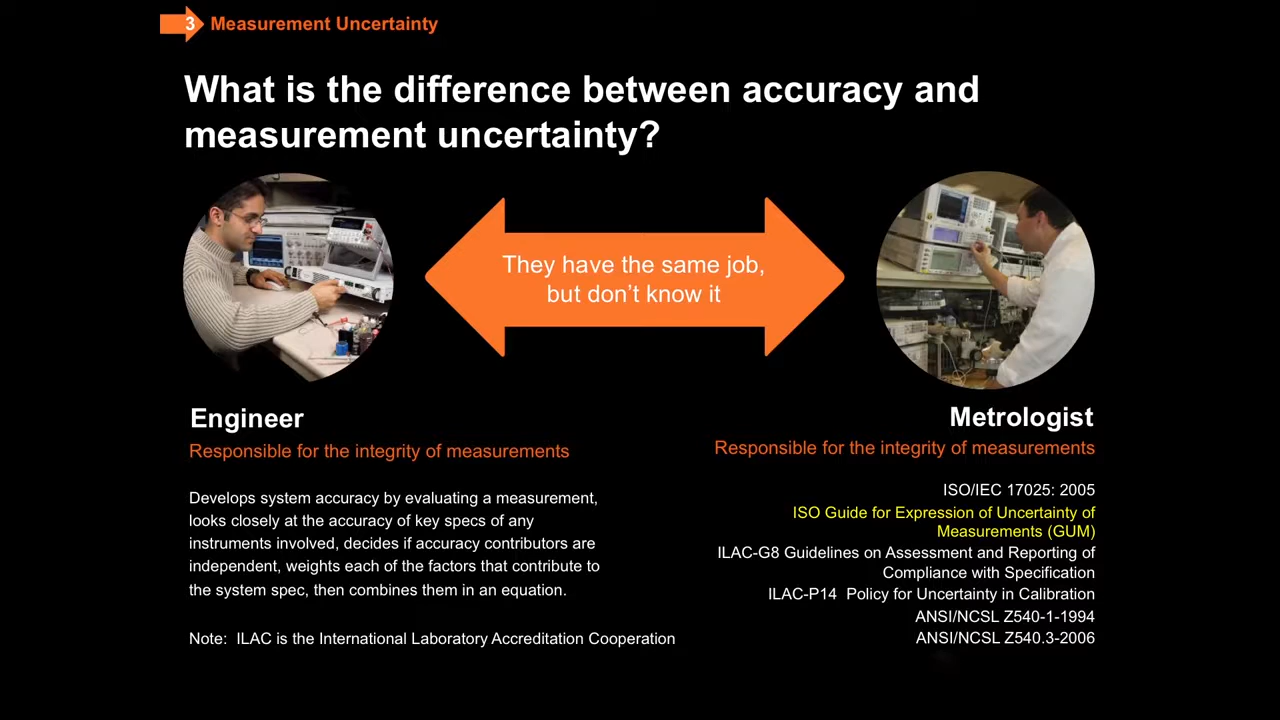 3 Measurement Uncertainty
What is the difference between accuracy and
measurement uncertainty?
They have the same job,
but don't know it
Engineer
Responsible for the integrity of measurements
Develops system accuracy by evaluating a measurement,
looks closely at the accuracy of key specs of any
instruments involved, decides if accuracy contributors are
independent, weights each of the factors that contribute to
the system spec, then combines them in an equation.
Note:  ILAC is the International Laboratory Accreditation Cooperation
Metrologist
Responsible for the integrity of measurements
ISO/IEC 17025: 2005
ISO Guide for Expression of Uncertainty of
Measurements (GUM)
ILAC-G8 Guidelines on Assessment and Reporting of
Compliance with Specification
ILAC-P14  Policy for Uncertainty in Calibration
ANSI/NCSL Z540-1-1994
ANSI/NCSL Z540.3-2006